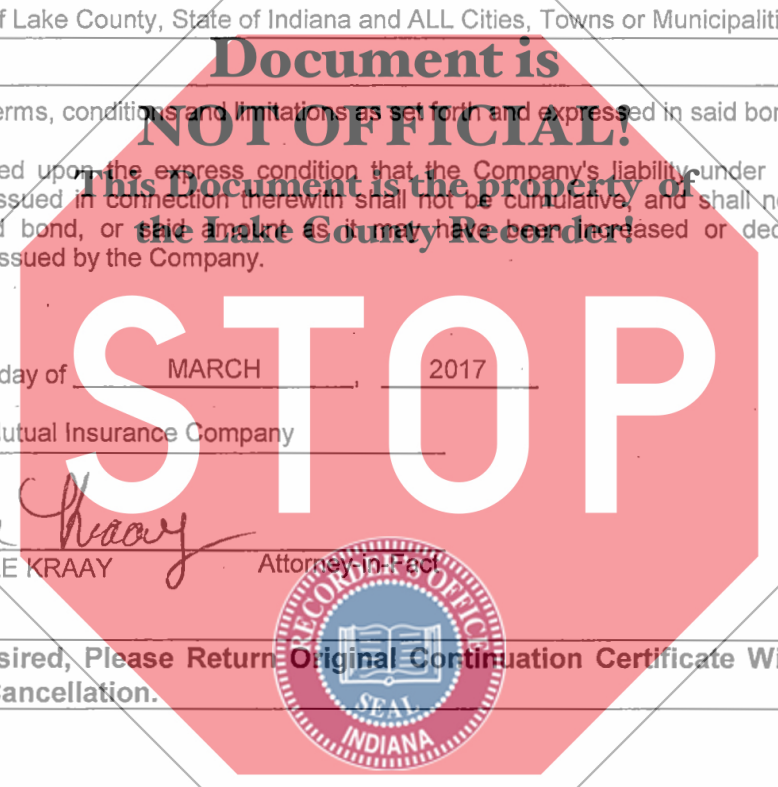 f Lake County, State of Indiana and ALL Cities, Towns or Municipaliti
Document is
NOT OFFICIAL!
erms, conditions and limitations as set forth and expressed in said bon
ed upon the express condition that the Company's liability under
This Document is the property of
ssued in connection therewith shall not be cumulative, and shall no
d bond, or said amount as it may have been increased or dec
the Lake County Recorder!
ssued by the Company.
STOP
day of MARCH , 2017
utual Insurance Company
Kraay
E KRAAY Attorney-in-Fact
RECORDER'S OFFICE
sired, Please Return Original Continuation Certificate Wi
Cancellation.
SEAL
INDIANA